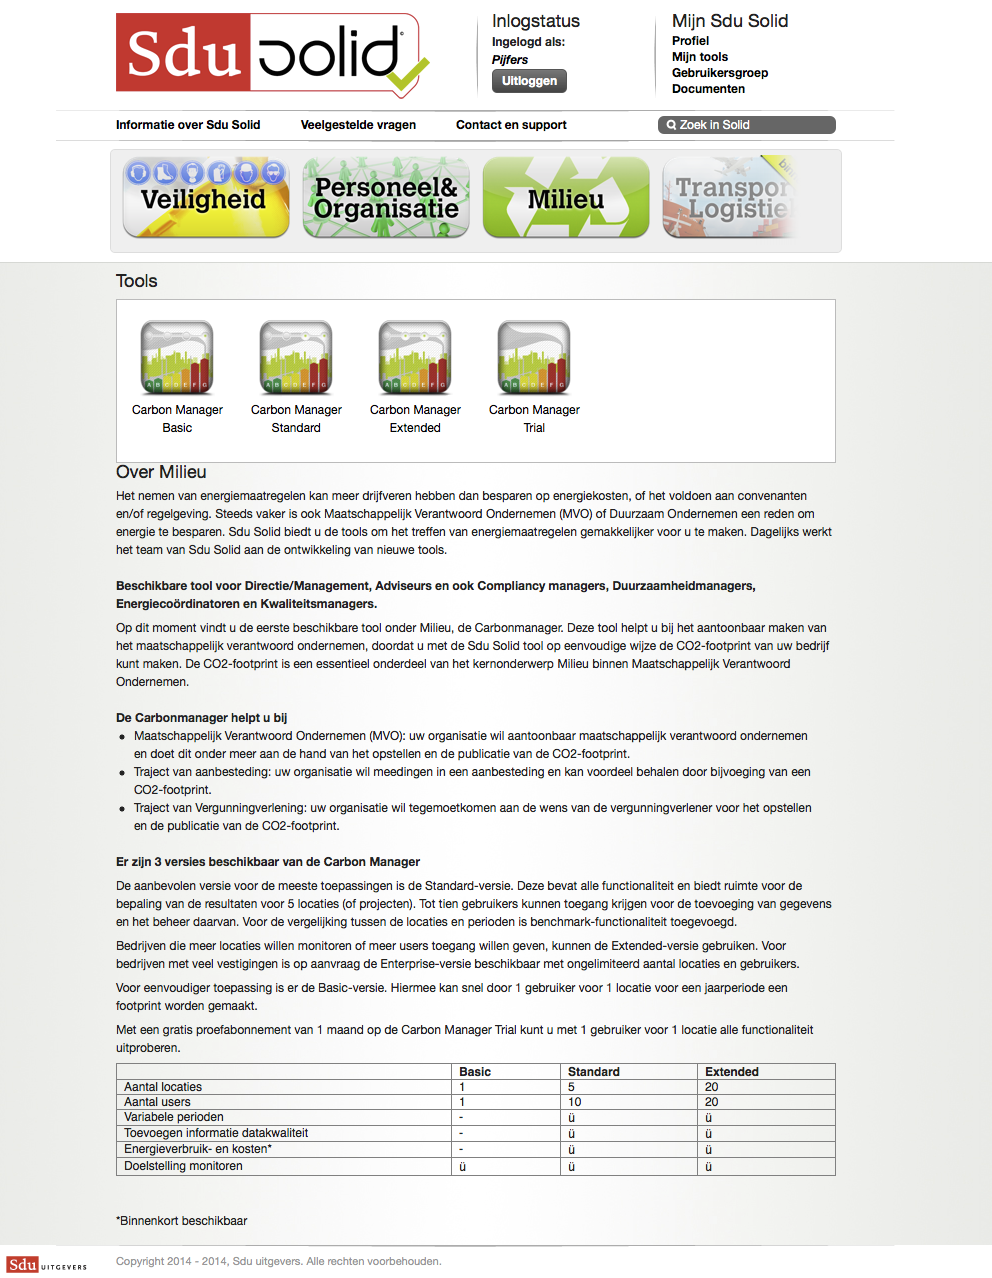 Sdu solid
Inlogstatus
Ingelogd als:
Pijfers
Uitloggen
Mijn Sdu Solid
Profiel
Mijn tools
Gebruikersgroep
Documenten
Informatie over Sdu Solid
Veelgestelde vragen
Contact en support
Zoek in Solid
Veiligheid
Personeel&
Organisatie
Milieu
Transpor
Logistie
Tools
A B C D E F G
A B C D E F G
A B C D E F G
A B C D E F G
Carbon Manager
Basic
Carbon Manager
Standard
Carbon Manager
Extended
Carbon Manager
Trial
Over Milieu
Het nemen van energiemaatregelen kan meer drijfveren hebben dan besparen op energiekosten, of het voldoen aan convenanten
en/of regelgeving. Steeds vaker is ook Maatschappelijk Verantwoord Ondernemen (MVO) of Duurzaam Ondernemen een reden om
energie te besparen. Sdu Solid biedt u de tools om het treffen van energiemaatregelen gemakkelijker voor u te maken. Dagelijks werkt
het team van Sdu Solid aan de ontwikkeling van nieuwe tools.
Beschikbare tool voor Directie/Management, Adviseurs en ook Compliancy managers, Duurzaamheidmanagers,
Energiecoördinatoren en Kwaliteitsmanagers.
Op dit moment vindt u de eerste beschikbare tool onder Milieu, de Carbonmanager. Deze tool helpt u bij het aantoonbaar maken van
het maatschappelijk verantwoord ondernemen, doordat u met de Sdu Solid tool op eenvoudige wijze de CO2-footprint van uw bedrijf
kunt maken. De CO2-footprint is een essentieel onderdeel van het kernonderwerp Milieu binnen Maatschappelijk Verantwoord
Ondernemen.
De Carbonmanager helpt u bij
• Maatschappelijk Verantwoord Ondernemen (MVO): uw organisatie wil aantoonbaar maatschappelijk verantwoord ondernemen
en doet dit onder meer aan de hand van het opstellen en de publicatie van de CO2-footprint.
• Traject van aanbesteding: uw organisatie wil meedingen in een aanbesteding en kan voordeel behalen door bijvoeging van een
CO2-footprint.
• Traject van Vergunningverlening: uw organisatie wil tegemoetkomen aan de wens van de vergunningverlener voor het opstellen
en de publicatie van de CO2-footprint.
Er zijn 3 versies beschikbaar van de Carbon Manager
De aanbevolen versie voor de meeste toepassingen is de Standard-versie. Deze bevat alle functionaliteit en biedt ruimte voor de
bepaling van de resultaten voor 5 locaties (of projecten). Tot tien gebruikers kunnen toegang krijgen voor de toevoeging van gegevens
en het beheer daarvan. Voor de vergelijking tussen de locaties en perioden is benchmark-functionaliteit toegevoegd.
Bedrijven die meer locaties willen monitoren of meer users toegang willen geven, kunnen de Extended-versie gebruiken. Voor
bedrijven met veel vestigingen is op aanvraag de Enterprise-versie beschikbaar met ongelimiteerd aantal locaties en gebruikers.
Voor eenvoudiger toepassing is er de Basic-versie. Hiermee kan snel door 1 gebruiker voor 1 locatie voor een jaarperiode een
footprint worden gemaakt.
Met een gratis proefabonnement van 1 maand op de Carbon Manager Trial kunt u met 1 gebruiker voor 1 locatie alle functionaliteit
uitproberen.
Basic Standard Extended
Aantal locaties 1 5 20
Aantal users 1 10 20
Variabele perioden - ü ü
Toevoegen informatie datakwaliteit - ü ü
Energieverbruik- en kosten* - ü ü
Doelstelling monitoren ü ü ü
*Binnenkort beschikbaar
Sdu UITGEVERS
Copyright 2014 - 2014, Sdu uitgevers. Alle rechten voorbehouden.